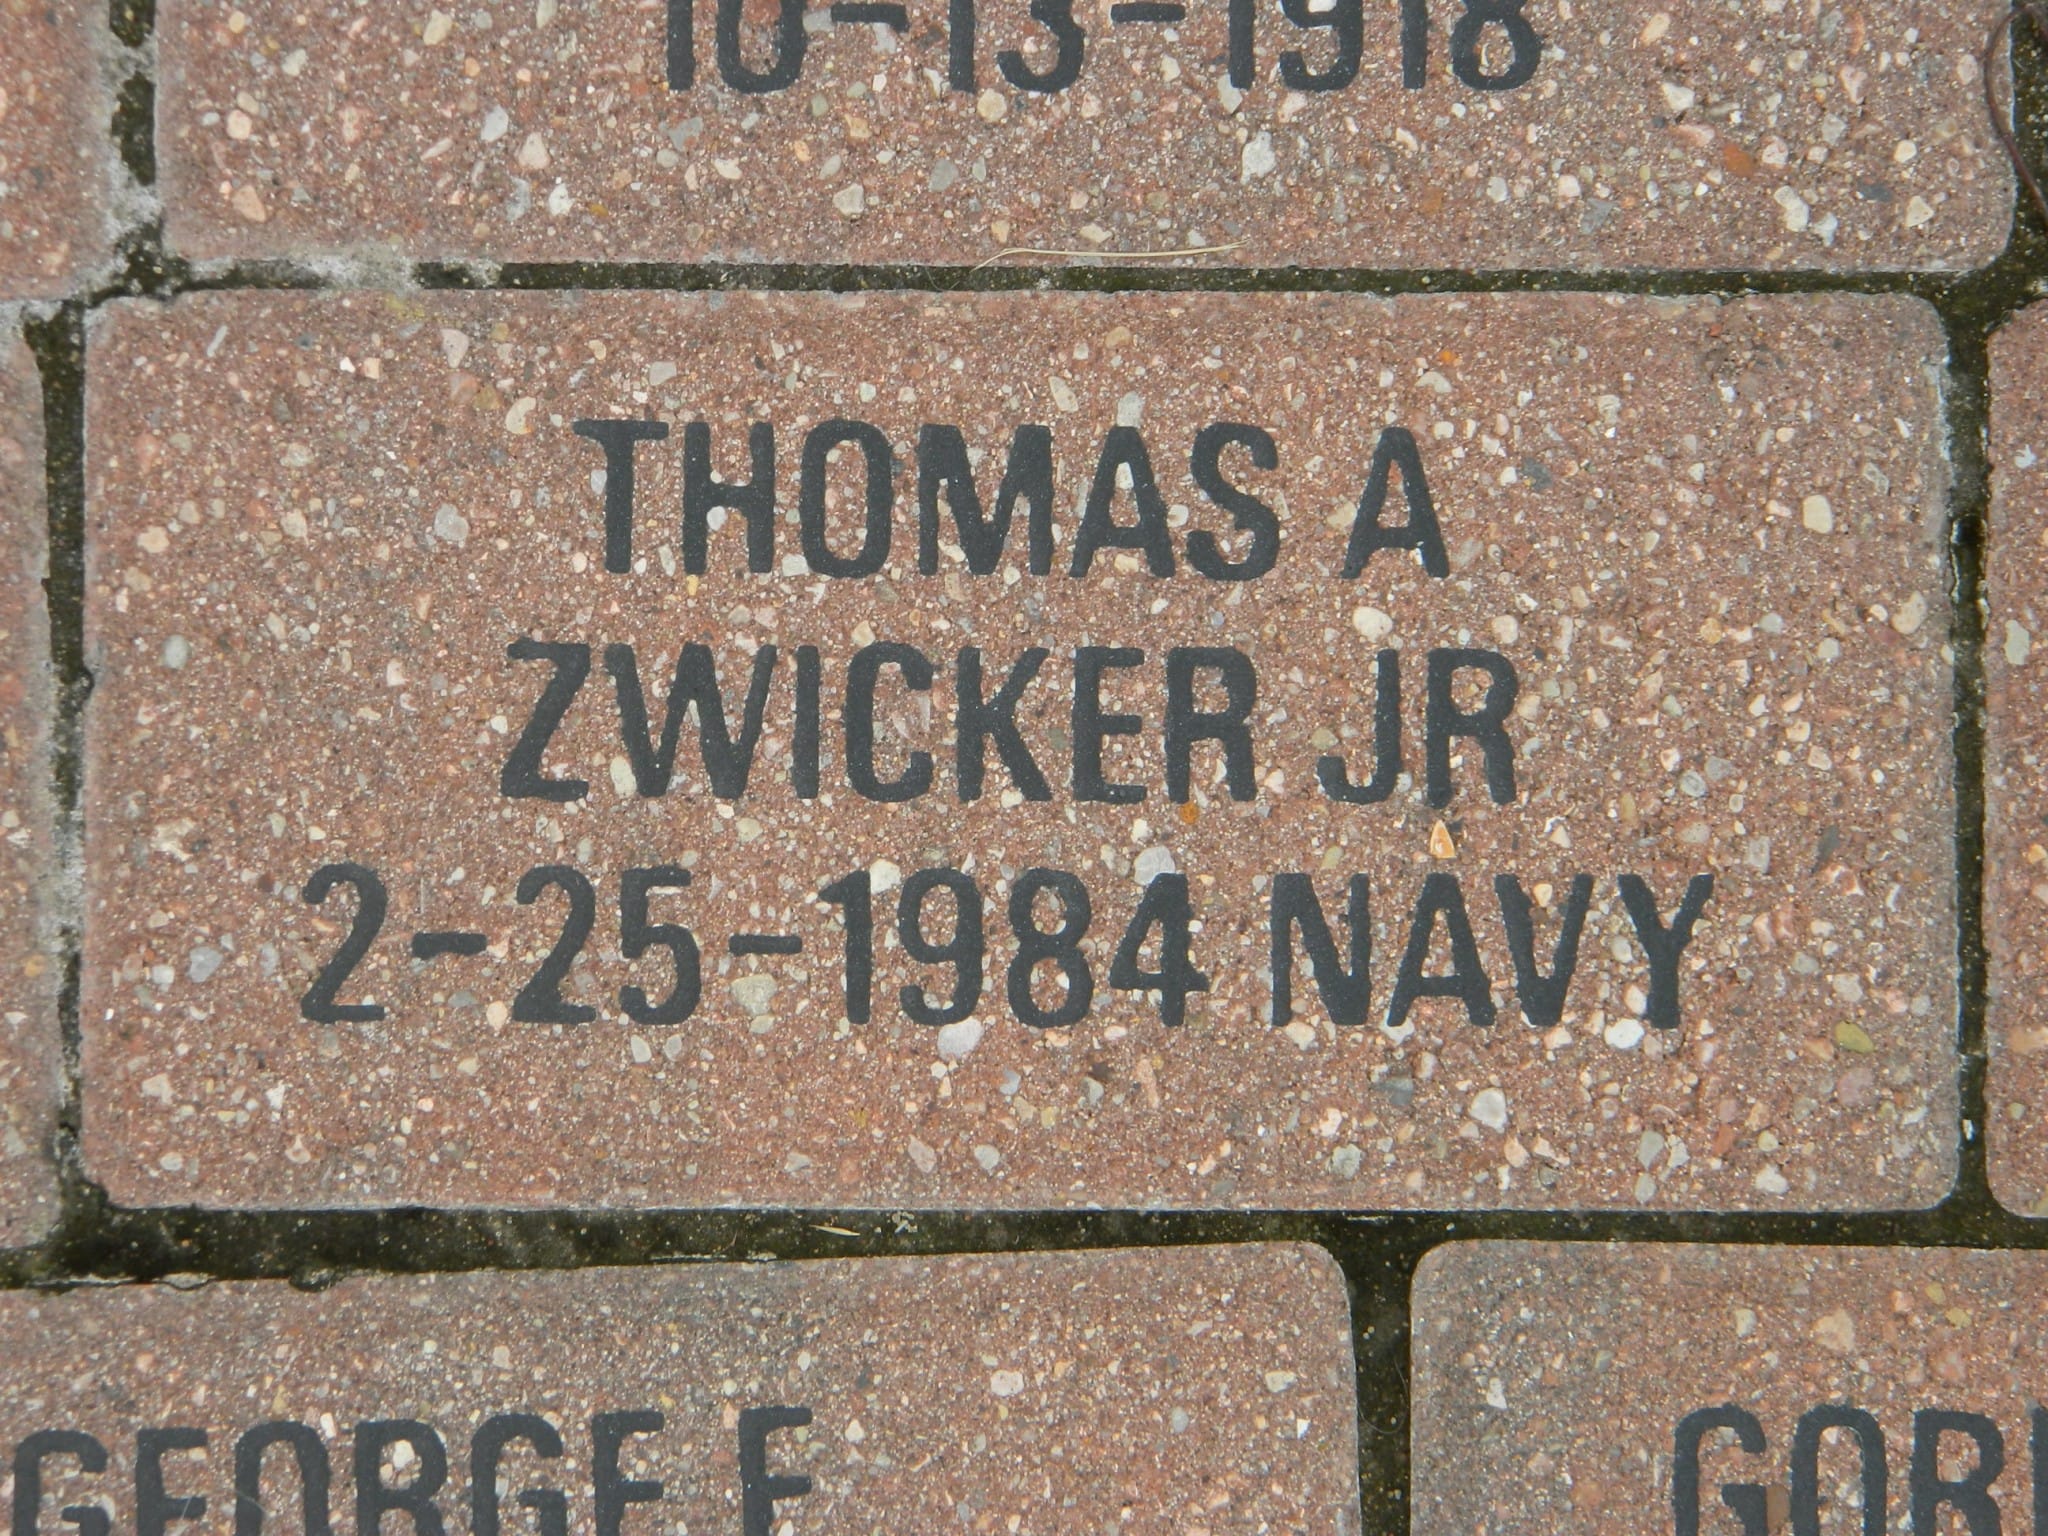 10-13-1918
THOMAS A
ZWICKER JR
2-25-1984 NAVY
GEORGE